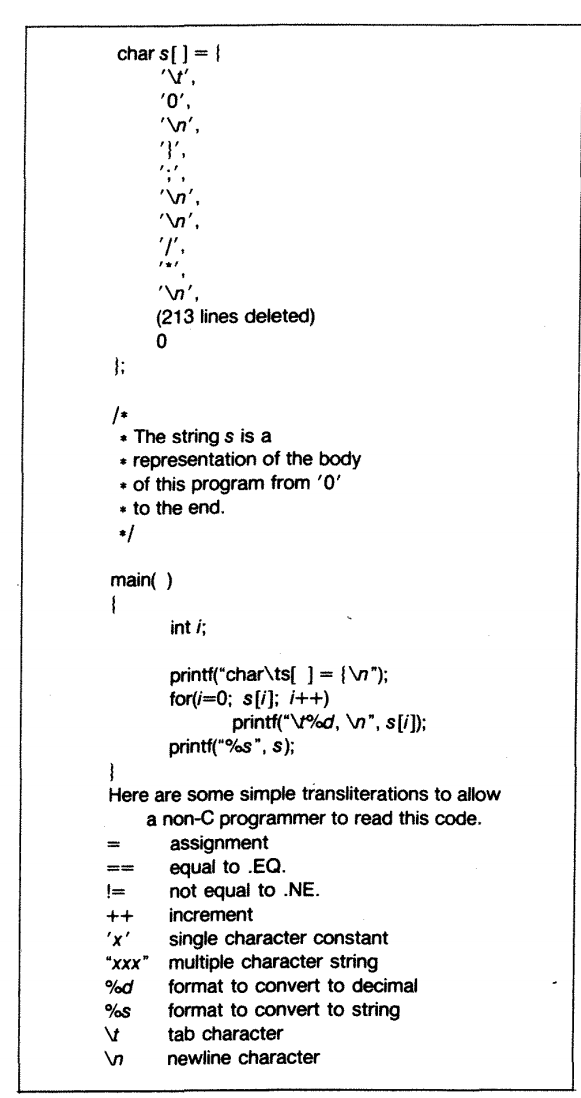 char s[ ] = {
'\t',
'0',
'\n',
'}',
';',
'\n',
'\n',
'/',
'*',
'\n',
(213 lines deleted)
0
};
/*
* The string s is a
* representation of the body
* of this program from '0'
* to the end.
*/
main( )
{
int i;
printf("char\ts[ ] = {\n");
for(i=0; s[i]; i++)
printf("\t%d, \n", s[i]);
printf("%s", s);
}
Here are some simple transliterations to allow
a non-C programmer to read this code.
= assignment
== equal to .EQ.
!= not equal to .NE.
++ increment
'x' single character constant
"xxx" multiple character string
%d format to convert to decimal
%s format to convert to string
\t tab character
\n newline character